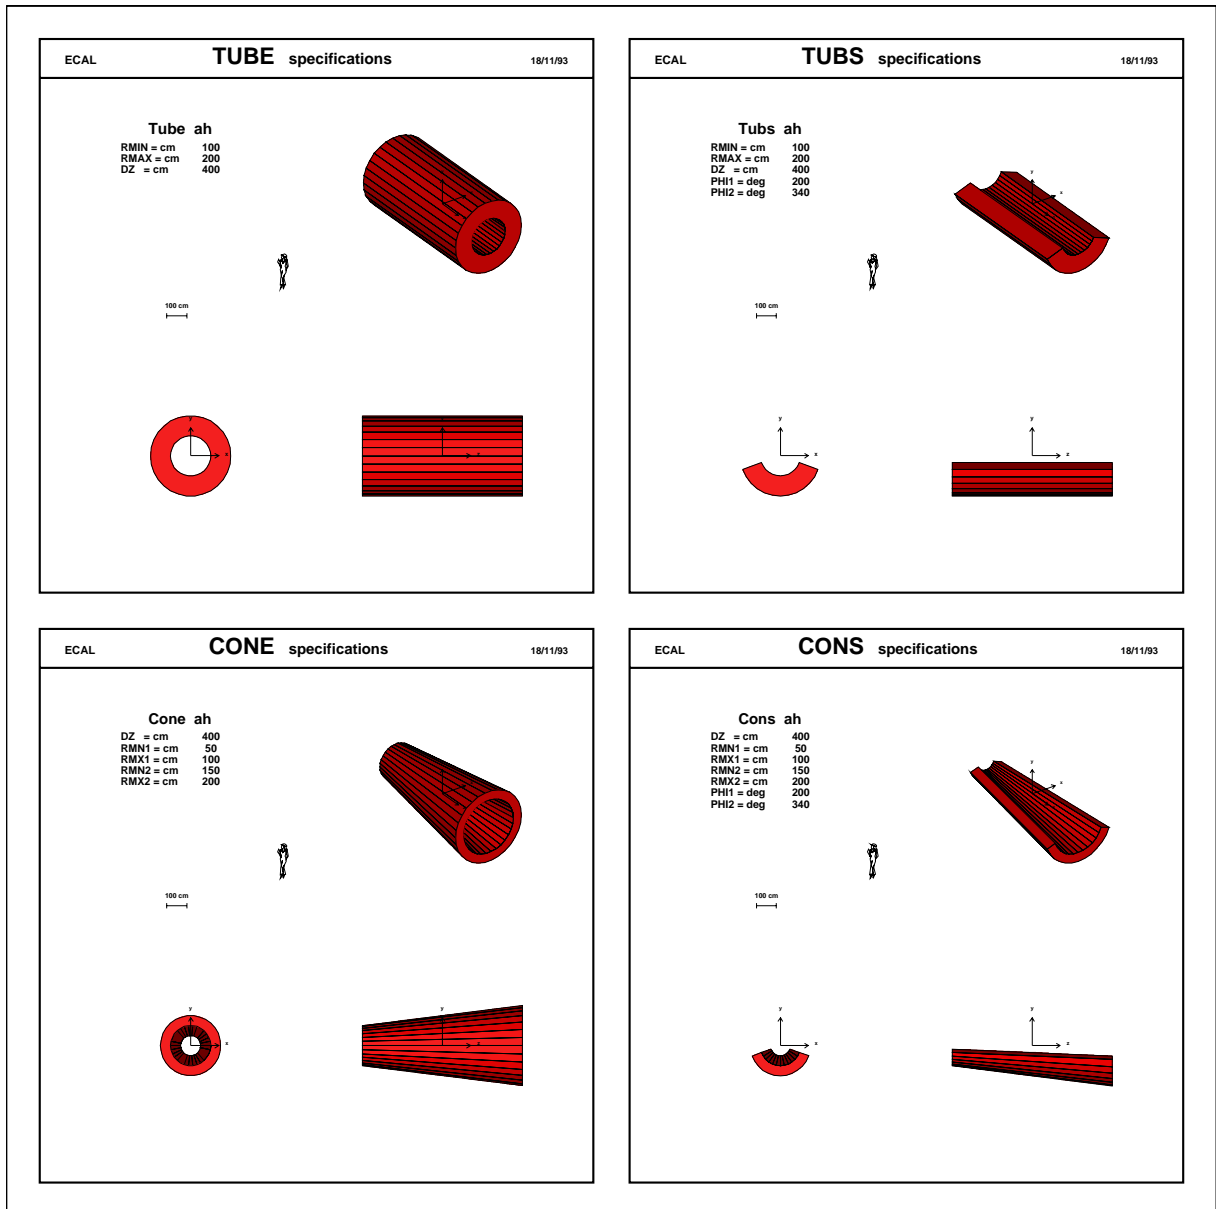 ECAL TUBE specifications 18/11/93
Tube ah
RMIN = cm 100
RMAX = cm 200
DZ = cm 400
100 cm
y
x
z
ECAL TUBS specifications 18/11/93
Tubs ah
RMIN = cm 100
RMAX = cm 200
DZ = cm 400
PHI1 = deg 200
PHI2 = deg 340
y
x
100 cm
y
x
y
z
ECAL CONE specifications 18/11/93
Cone ah
DZ = cm 400
RMN1 = cm 50
RMX1 = cm 100
RMN2 = cm 150
RMX2 = cm 200
100 cm
y
x
z
ECAL CONS specifications 18/11/93
Cons ah
DZ = cm 400
RMN1 = cm 50
RMX1 = cm 100
RMN2 = cm 150
RMX2 = cm 200
PHI1 = deg 200
PHI2 = deg 340
y
x
100 cm
y
x
y
z